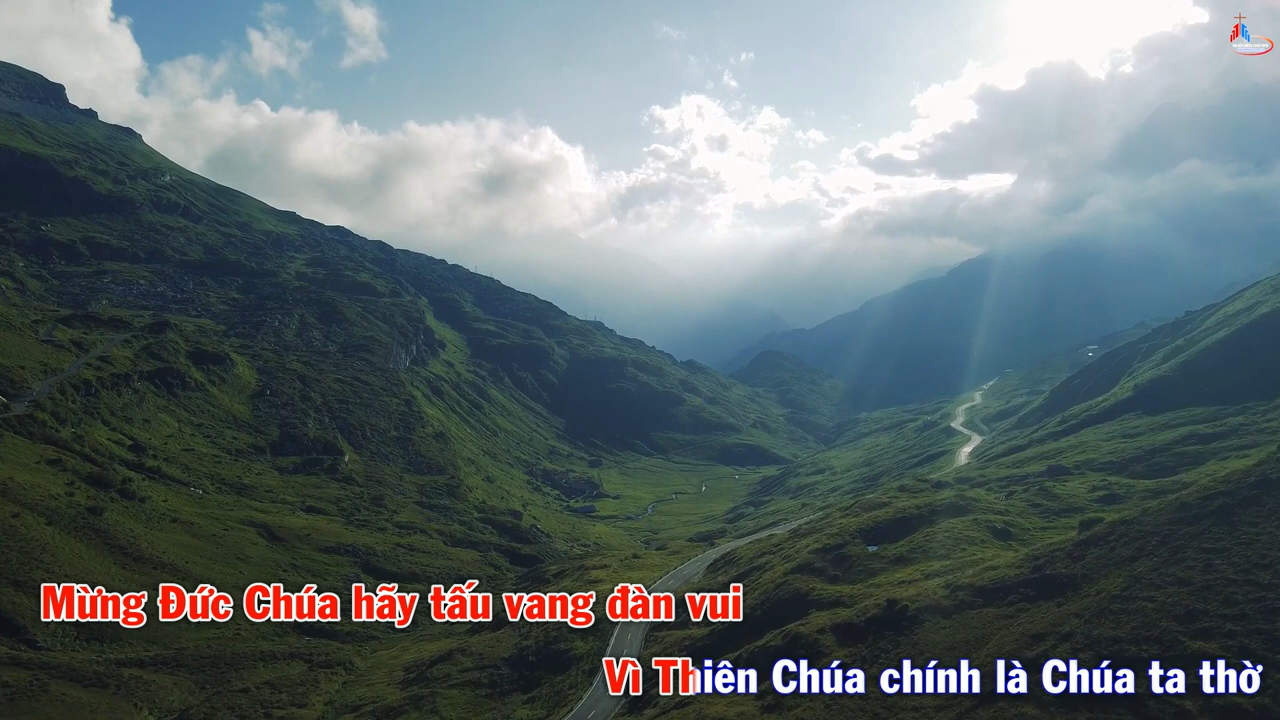 Mừng Đức Chúa hãy tấu vang đàn vui
Vì Thiên Chúa chính là Chúa ta thờ